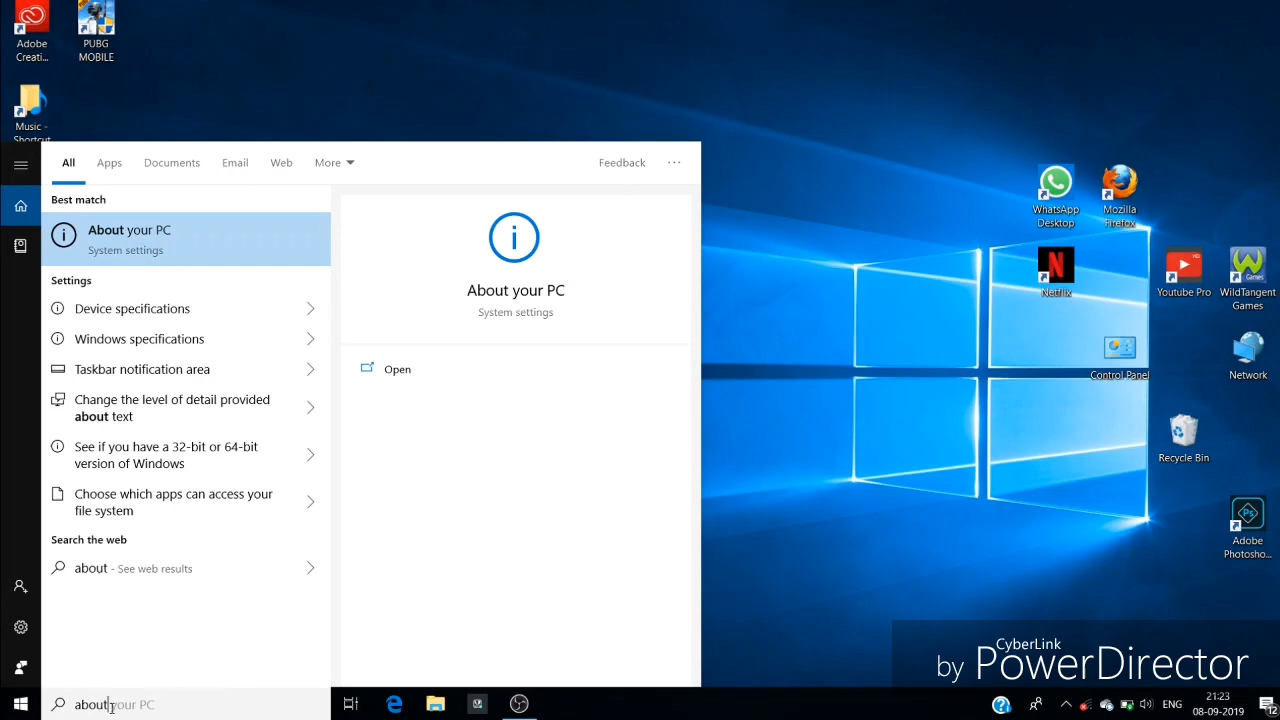 Adobe
Creati...
PUBG
MOBILE
Music -
Shortcut
All
Apps
Documents
Email
Web
More
Feedback
...
Best match
About your PC
System settings
Settings
Device specifications
Windows specifications
Taskbar notification area
Change the level of detail provided
about text
See if you have a 32-bit or 64-bit
version of Windows
Choose which apps can access your
file system
Search the web
about - See web results
About your PC
System settings
Open
WhatsApp
Desktop
Mozilla
Firefox
Netflix
Youtube Pro
WildTangent
Games
Control Panel
Network
Recycle Bin
Adobe
Photosho...
CyberLink
by PowerDirector
about your PC
ENG
21:23
08-09-2019
12